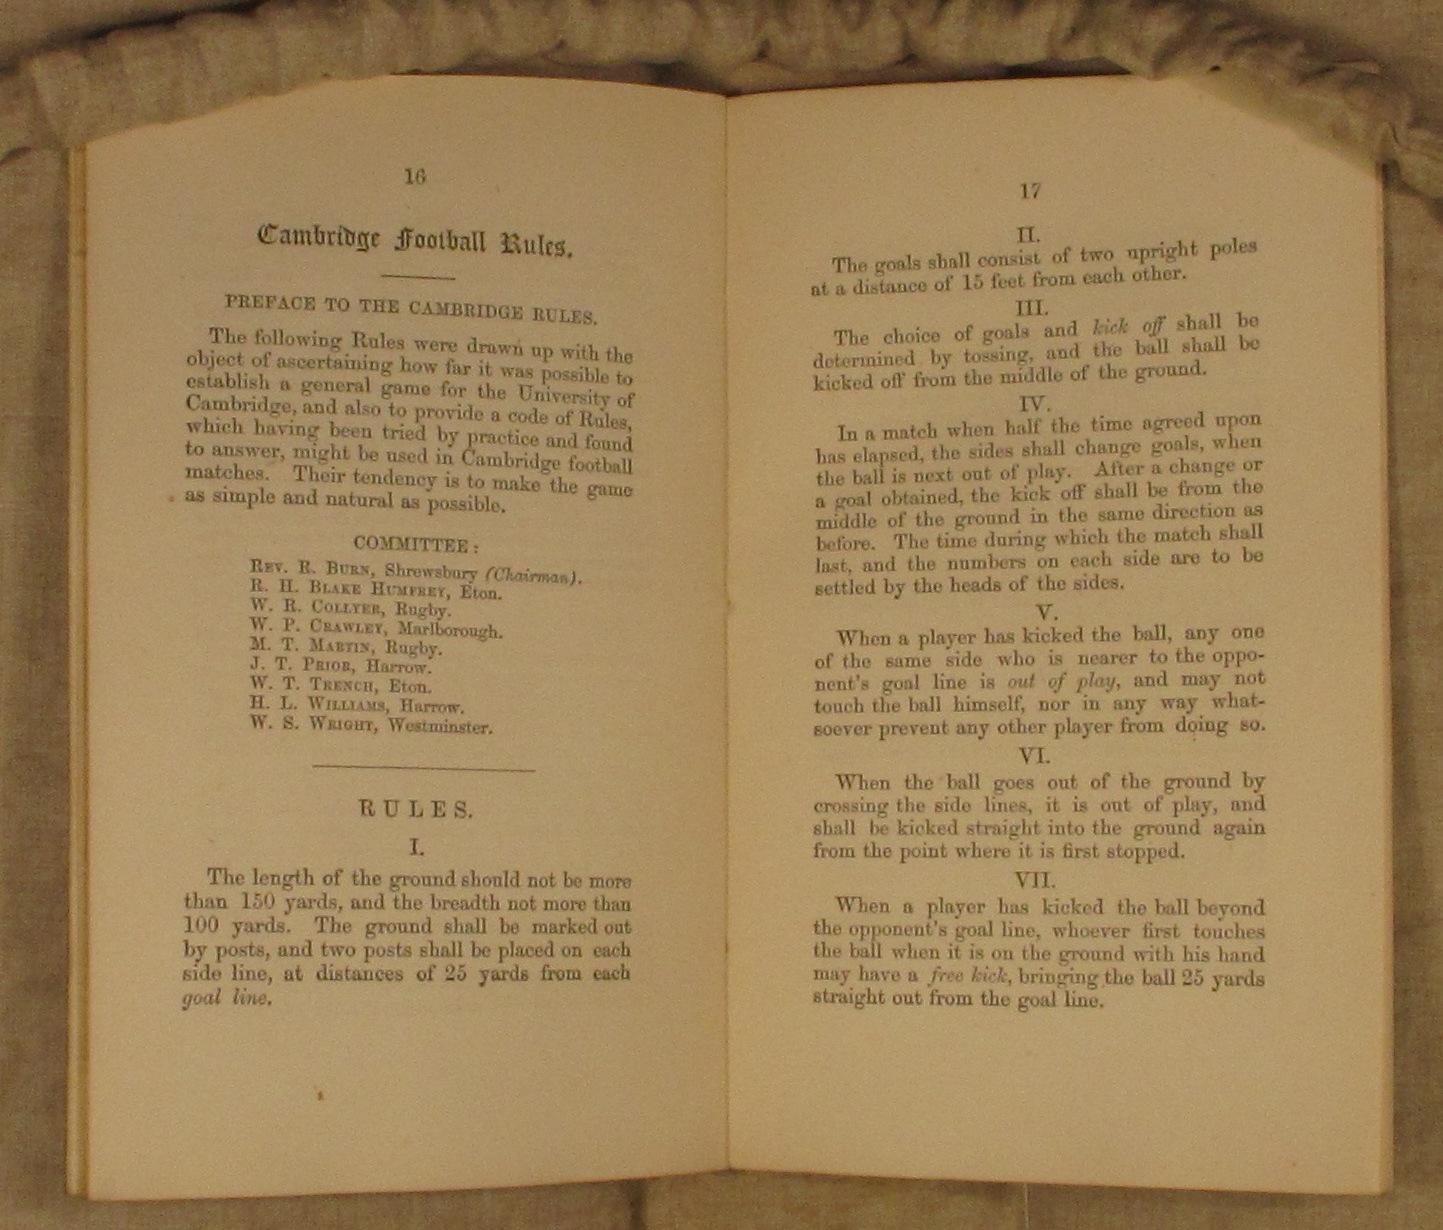 16
Cambridge Football Rules.
PREFACE TO THE CAMBRIDGE RULES.
The following Rules were drawn up with the
object of ascertaining how far it was possible to
establish a general game for the University of
Cambridge, and also to provide a code of Rules,
which having been tried by practice and found
to answer, might be used in Cambridge football
matches. Their tendency is to make the game
as simple and natural as possible.
COMMITTEE:
REV. R. BURN, Shrewsbury (Chairman).
R. H. BLAKE HUMFREY, Eton.
W. R. COLLYER, Rugby.
W. P. CRAWLEY, Marlborough.
M. T. MARTIN, Rugby.
J. T. PRIOR, Harrow.
W. T. TRENCH, Eton.
H. L. WILLIAMS, Harrow.
W. S. WRIGHT, Westminster.
RULES.
I.
The length of the ground should not be more
than 150 yards, and the breadth not more than
100 yards. The ground shall be marked out
by posts, and two posts shall be placed on each
side line, at distances of 25 yards from each
goal line.
17
II.
The goals shall consist of two upright poles
at a distance of 15 feet from each other.
III.
The choice of goals and kick off shall be
determined by tossing, and the ball shall be
kicked off from the middle of the ground.
IV.
In a match when half the time agreed upon
has elapsed, the sides shall change goals, when
the ball is next out of play. After a change or
a goal obtained, the kick off shall be from the
middle of the ground in the same direction as
before. The time during which the match shall
last, and the numbers on each side are to be
settled by the heads of the sides.
V.
When a player has kicked the ball, any one
of the same side who is nearer to the oppo-
nent's goal line is out of play, and may not
touch the ball himself, nor in any way what-
soever prevent any other player from doing so.
VI.
When the ball goes out of the ground by
crossing the side lines, it is out of play, and
shall be kicked straight into the ground again
from the point where it is first stopped.
VII.
When a player has kicked the ball beyond
the opponent's goal line, whoever first touches
the ball when it is on the ground with his hand
may have a free kick, bringing the ball 25 yards
straight out from the goal line.